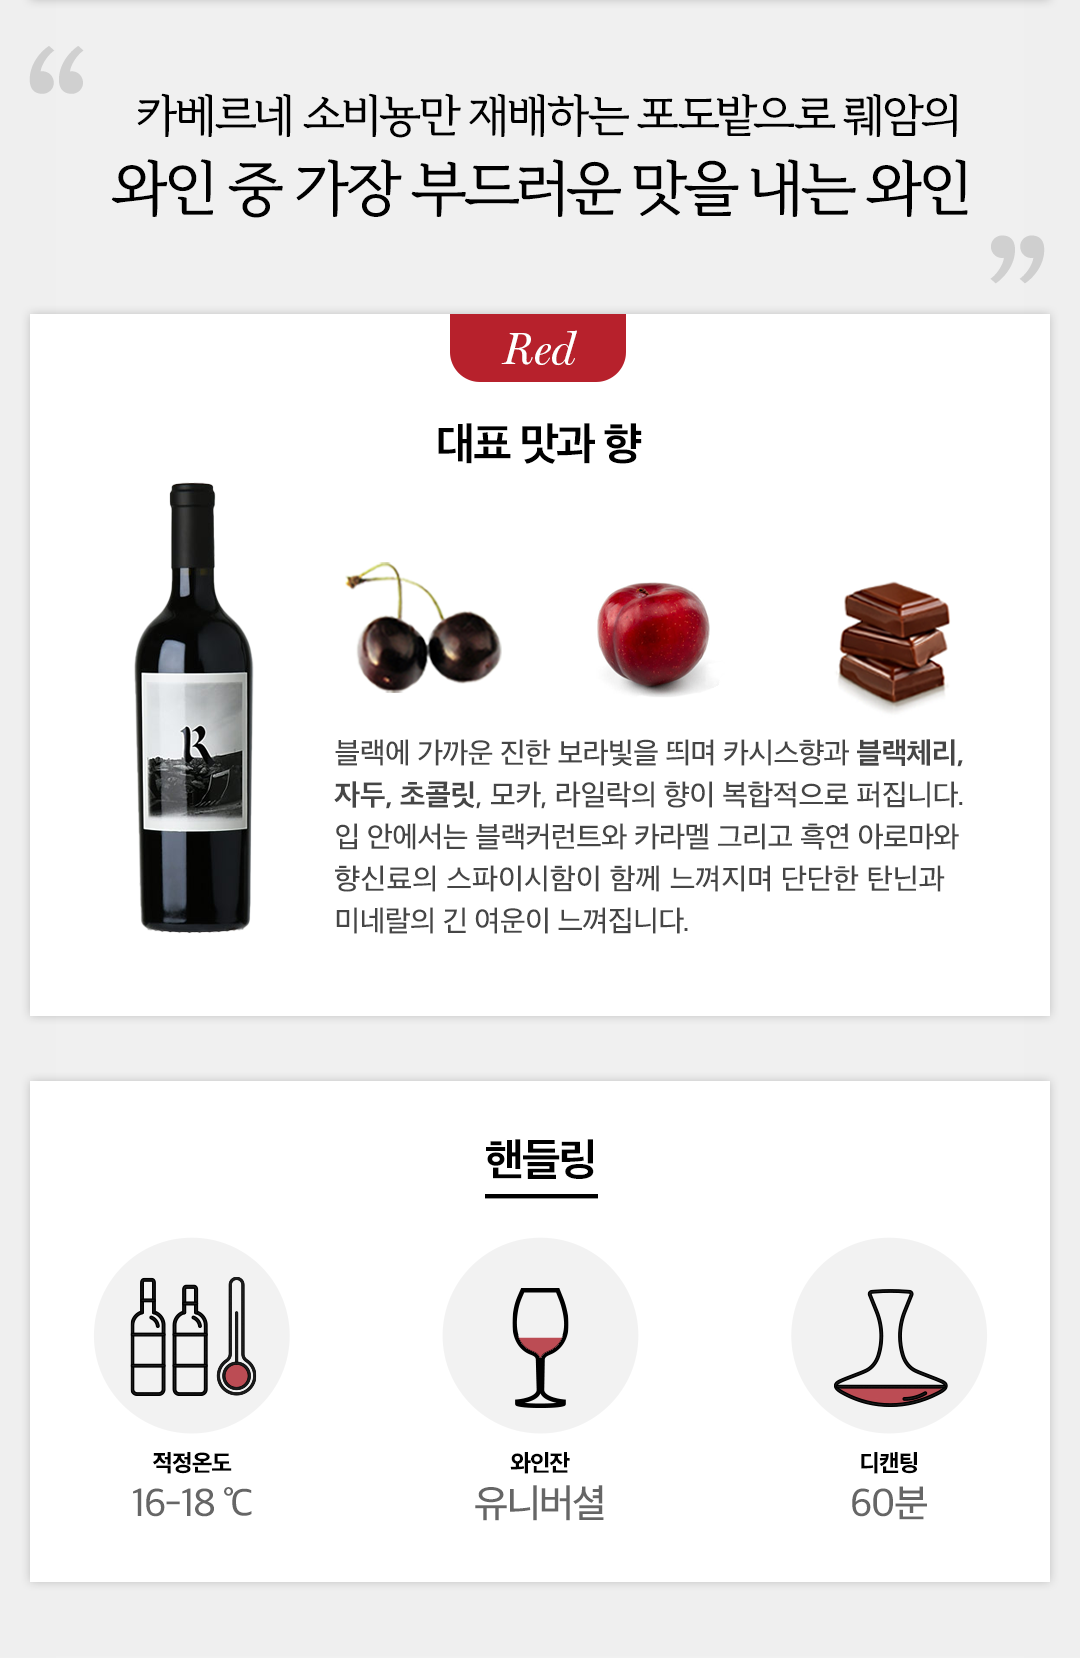 “
카베르네 소비뇽만 재배하는 포도밭으로 뤠암의
와인 중 가장 부드러운 맛을 내는 와인
”
Red
대표 맛과 향
R
블랙에 가까운 진한 보라빛을 띄며 카시스향과 블랙체리,
자두, 초콜릿, 모카, 라일락의 향이 복합적으로 퍼집니다.
입 안에서는 블랙커런트와 카라멜 그리고 흑연 아로마와
향신료의 스파이시함이 함께 느껴지며 단단한 탄닌과
미네랄의 긴 여운이 느껴집니다.
핸들링
적정온도
16-18 ℃
와인잔
유니버셜
디캔팅
60분